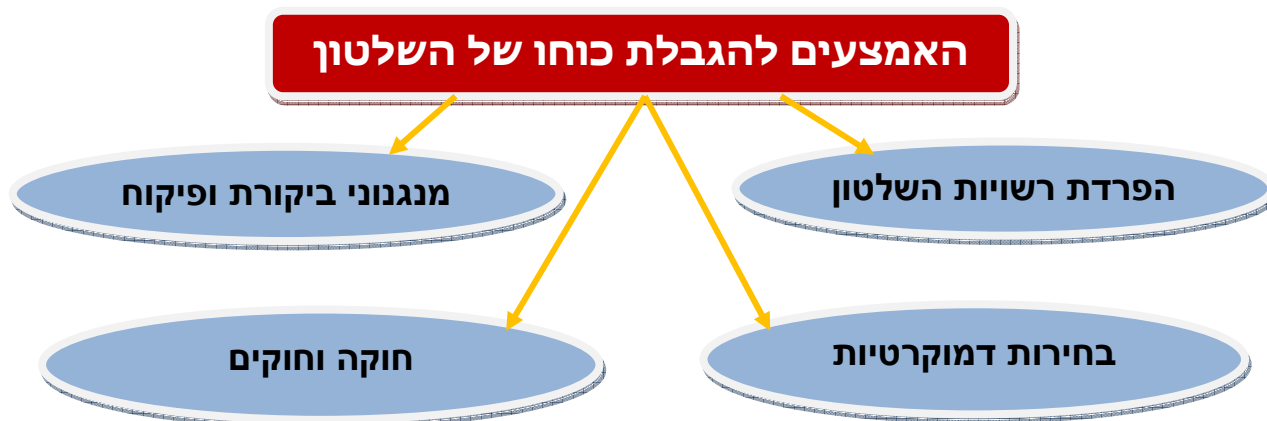 האמצעים להגבלת כוחו של השלטון
הפרדת רשויות השלטון
מנגנוני ביקורת ופיקוח
בחירות דמוקרטיות
חוקה וחוקים